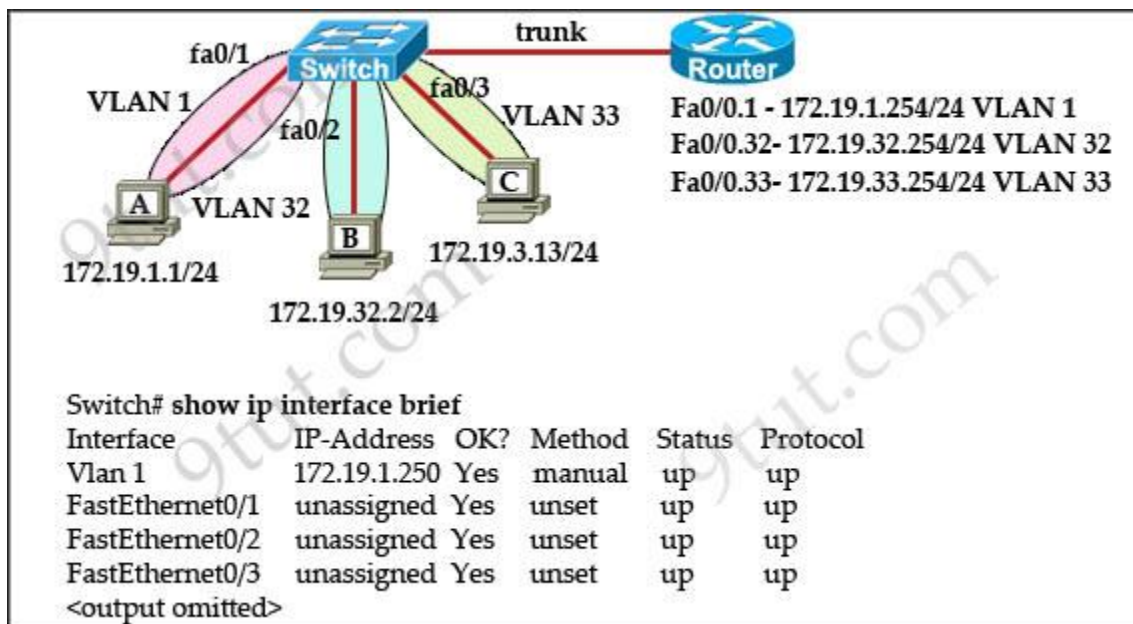 trunk
fa0/1
Switch
Router
fa0/3
VLAN 1
VLAN 33
fa0/2
Fa0/0.1 - 172.19.1.254/24 VLAN 1
Fa0/0.32- 172.19.32.254/24 VLAN 32
Fa0/0.33- 172.19.33.254/24 VLAN 33
A
VLAN 32
B
C
172.19.1.1/24
172.19.3.13/24
172.19.32.2/24
9tut.com
9tut.com
9tut.com
Switch# show ip interface brief
Interface IP-Address OK? Method Status Protocol
Vlan 1 172.19.1.250 Yes manual up up
FastEthernet0/1 unassigned Yes unset up up
FastEthernet0/2 unassigned Yes unset up up
FastEthernet0/3 unassigned Yes unset up up
<output omitted>